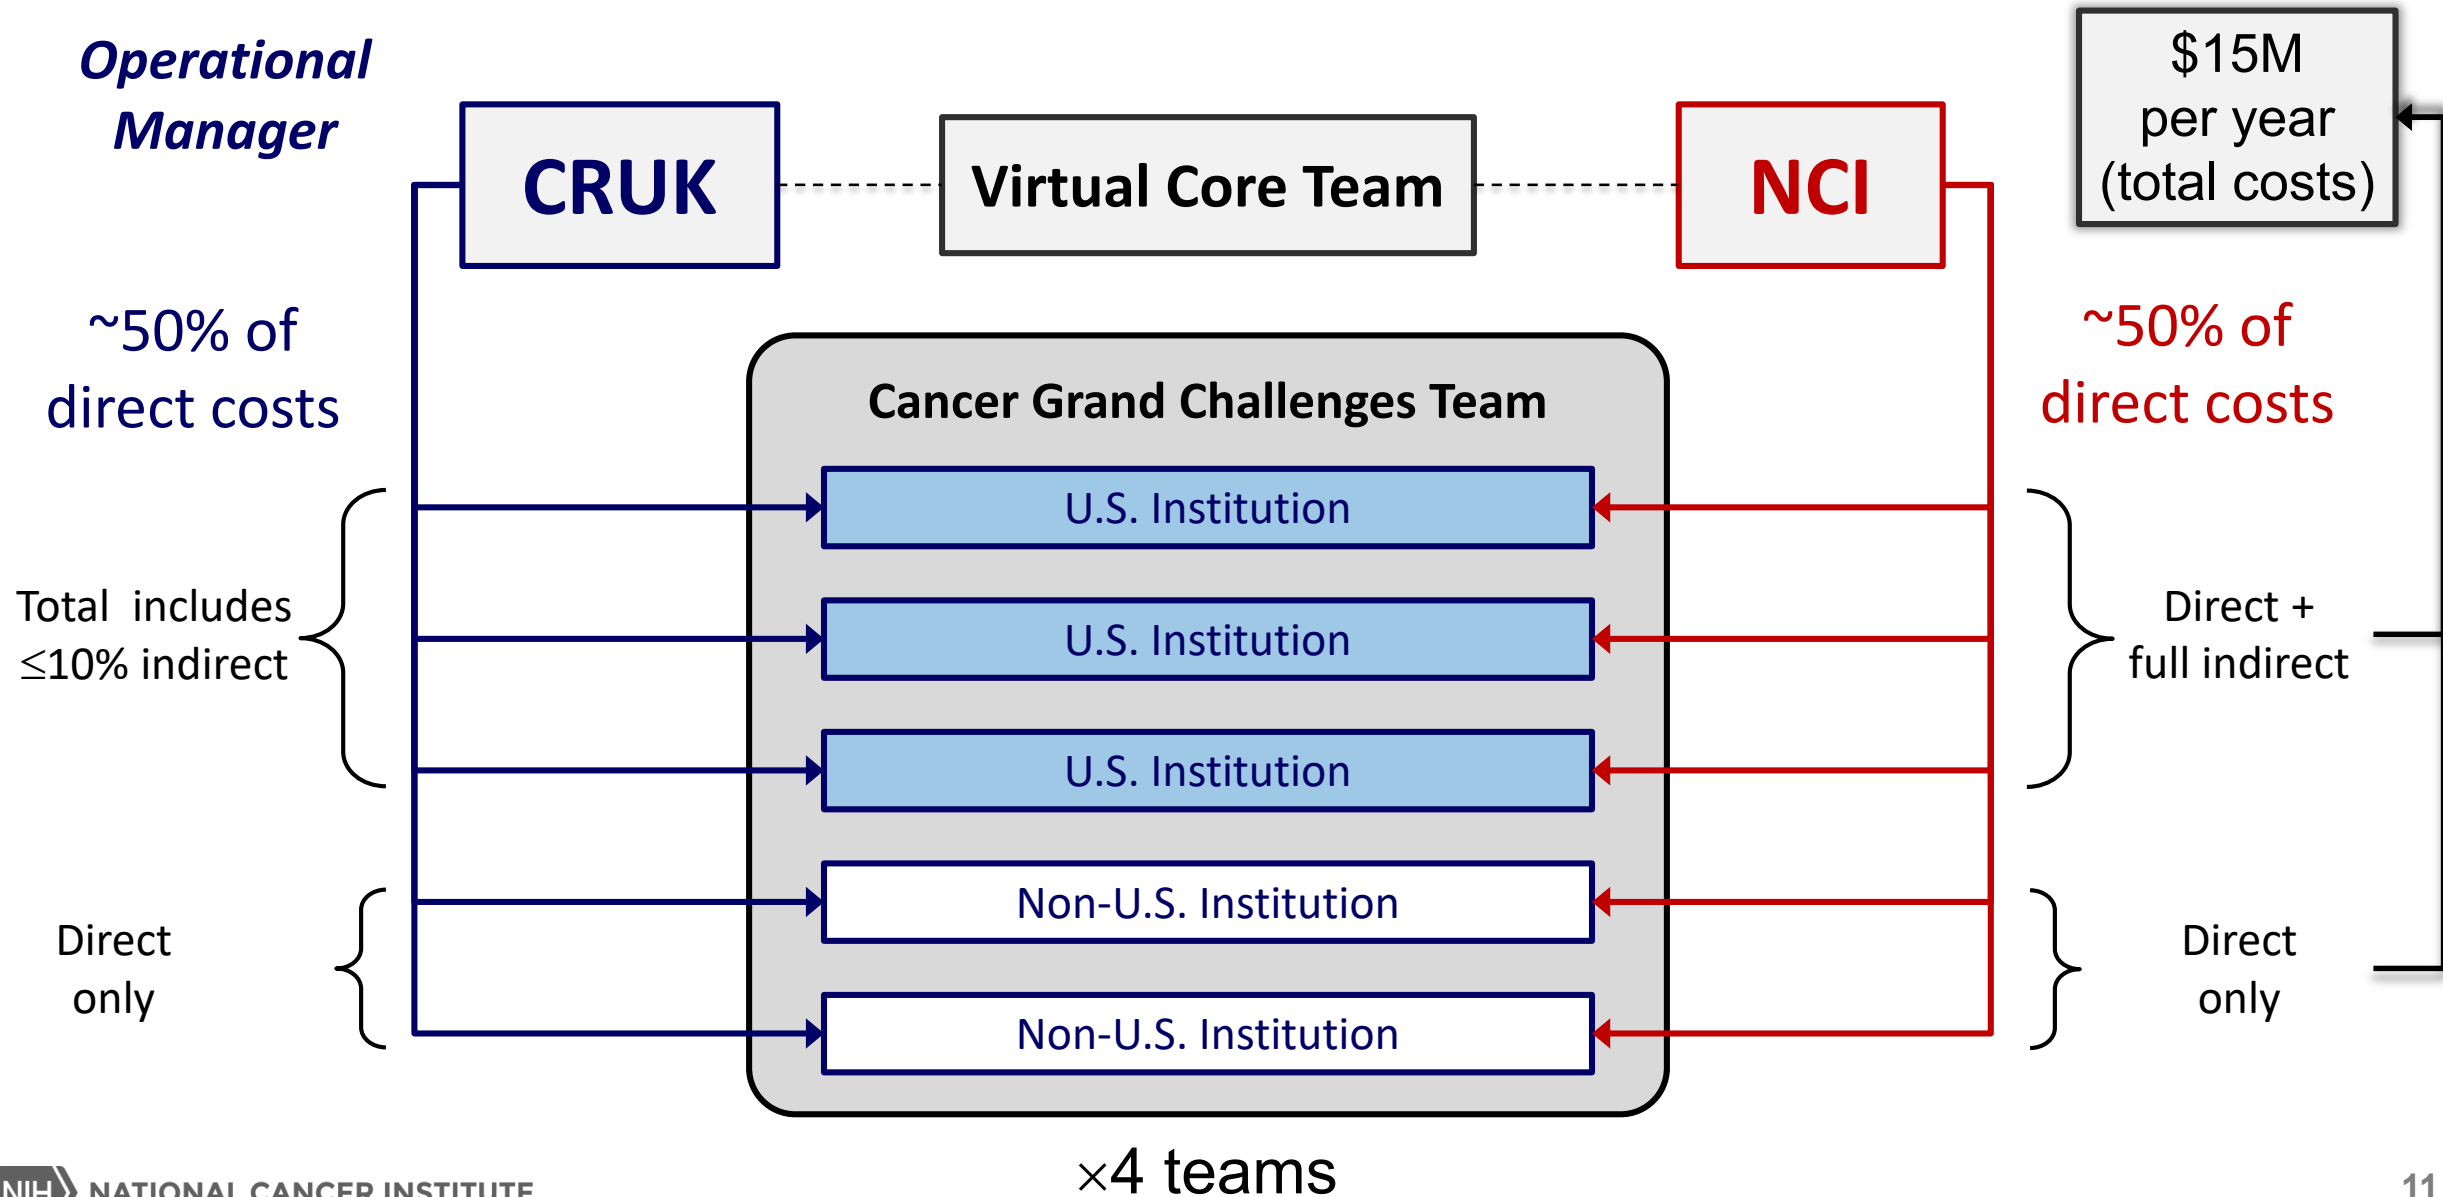 Operational
Manager
CRUK
Virtual Core Team
NCI
$15M
per year
(total costs)
~50% of
direct costs
~50% of
direct costs
Cancer Grand Challenges Team
U.S. Institution
U.S. Institution
U.S. Institution
Non-U.S. Institution
Non-U.S. Institution
Total includes
≤10% indirect
Direct +
full indirect
Direct
only
Direct
only
×4 teams
NIH NATIONAL CANCER INSTITUTE
11